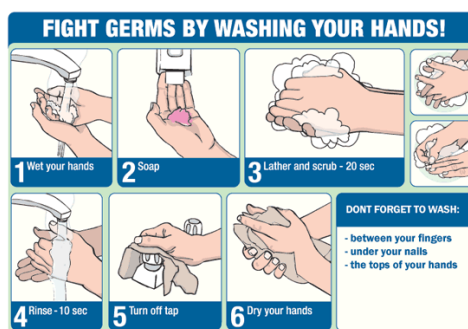 FIGHT GERMS BY WASHING YOUR HANDS!
1 Wet your hands
2 Soap
3 Lather and scrub - 20 sec
4 Rinse - 10 sec
5 Turn off tap
6 Dry your hands
DONT FORGET TO WASH:
- between your fingers
- under your nails
- the tops of your hands